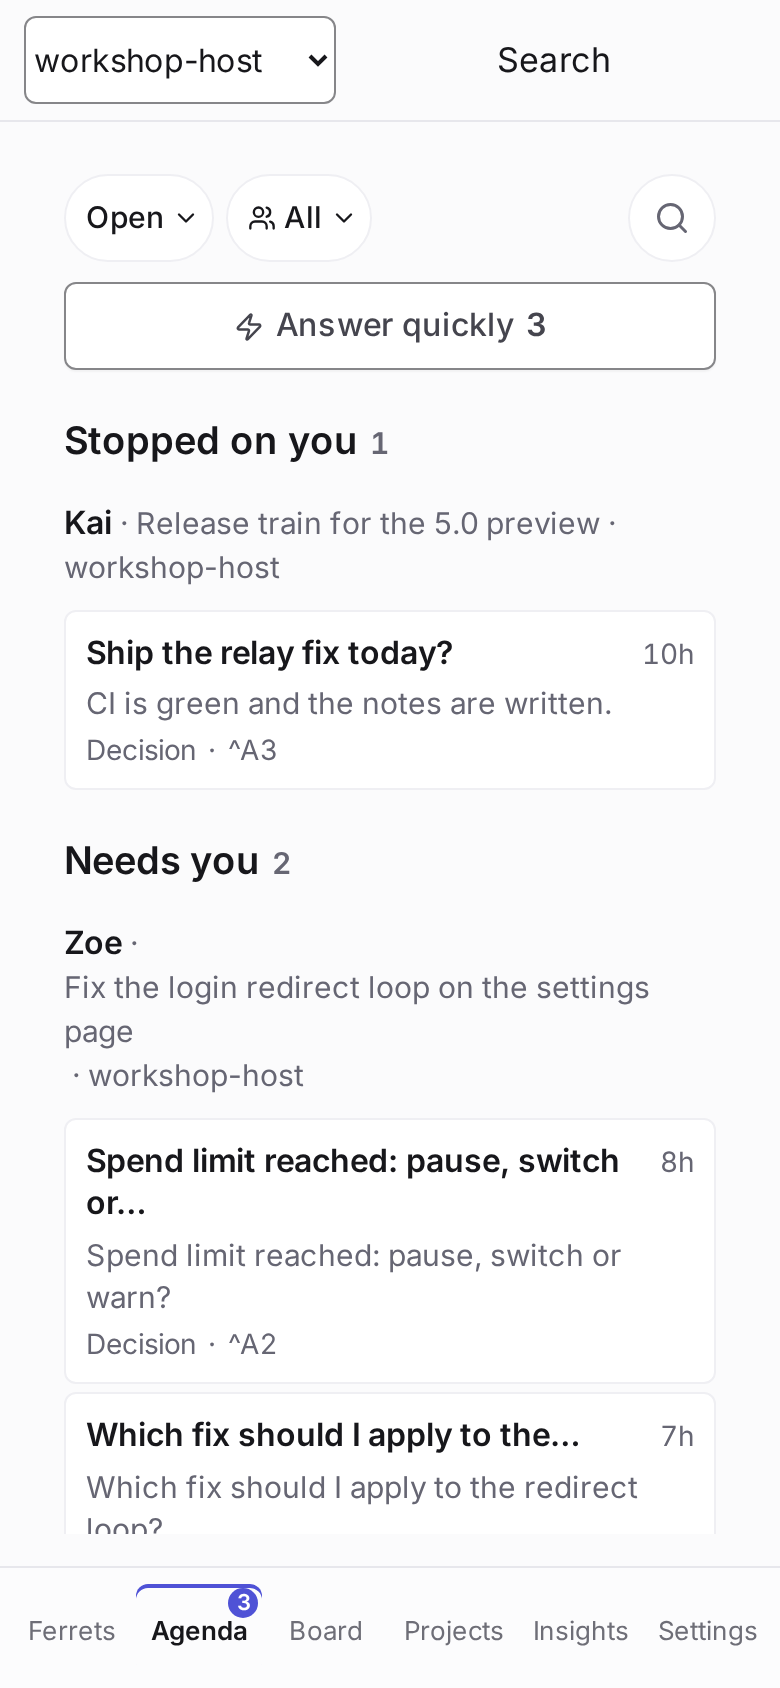 workshop-host
Search
Open
All
Answer quickly 3
Stopped on you 1
Kai · Release train for the 5.0 preview ·
workshop-host
Ship the relay fix today? 10h
CI is green and the notes are written.
Decision · ^A3
Needs you 2
Zoe ·
Fix the login redirect loop on the settings
page
· workshop-host
Spend limit reached: pause, switch 8h
or...
Spend limit reached: pause, switch or
warn?
Decision · ^A2
Which fix should I apply to the... 7h
Which fix should I apply to the redirect
loop?
3
Ferrets Agenda Board Projects Insights Settings